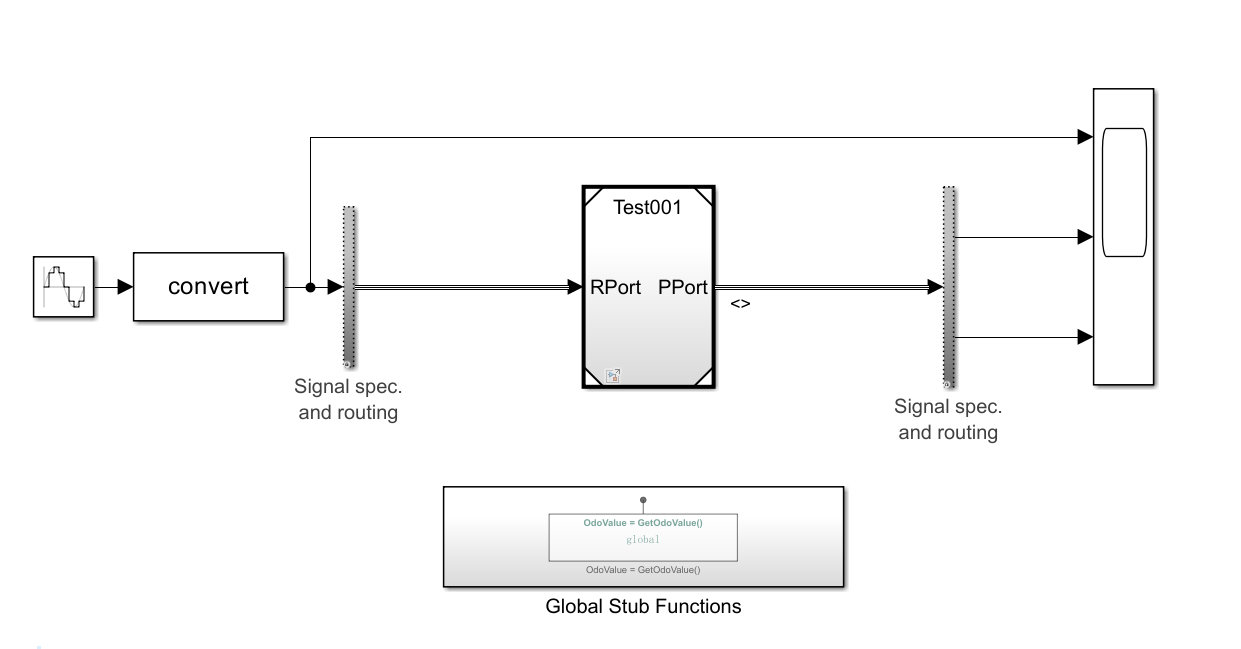 Test001
convert
RPort
PPort
<>
Signal spec.
and routing
Signal spec.
and routing
OdoValue = GetOdoValue()
global
OdoValue = GetOdoValue()
Global Stub Functions